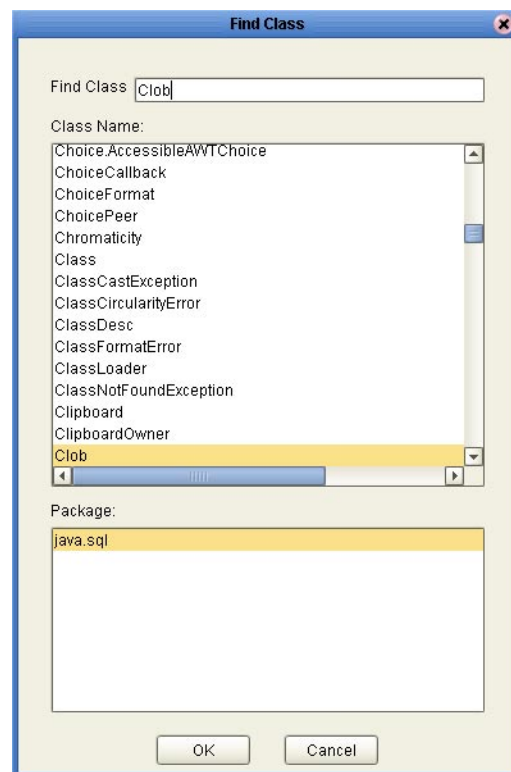 Find Class
Find Class Clob
Class Name:
Choice.AccessibleAWTChoice
ChoiceCallback
ChoiceFormat
ChoicePeer
Chromaticity
Class
ClassCastException
ClassCircularityError
ClassDesc
ClassFormatError
ClassLoader
ClassNotFoundException
Clipboard
ClipboardOwner
Clob
Package:
java.sql
OK Cancel